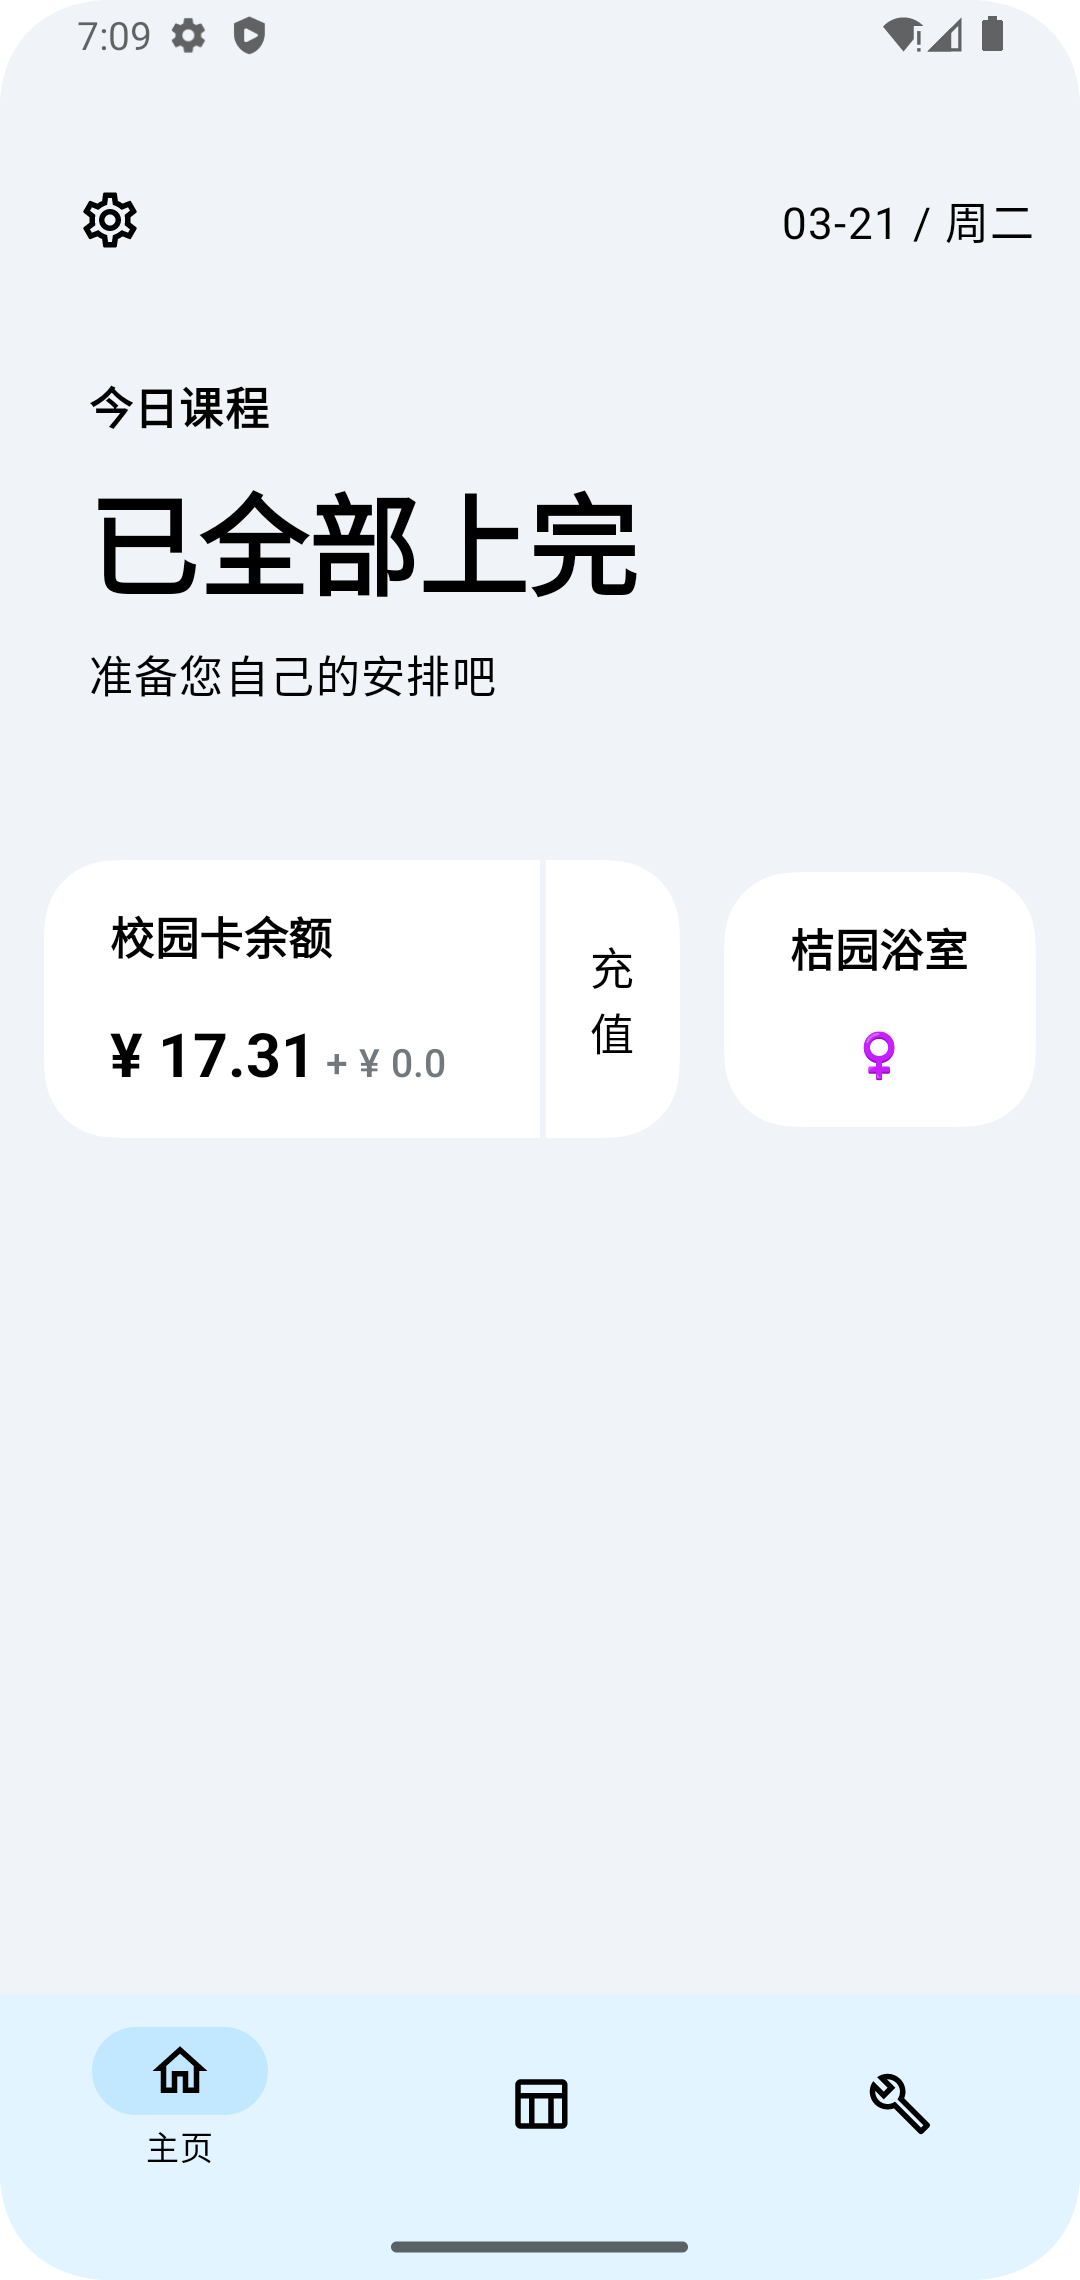 7:09
03-21 / 周二
今日课程
已全部上完
准备您自己的安排吧
校园卡余额
¥ 17.31 + ¥ 0.0
充
值
桔园浴室
主页